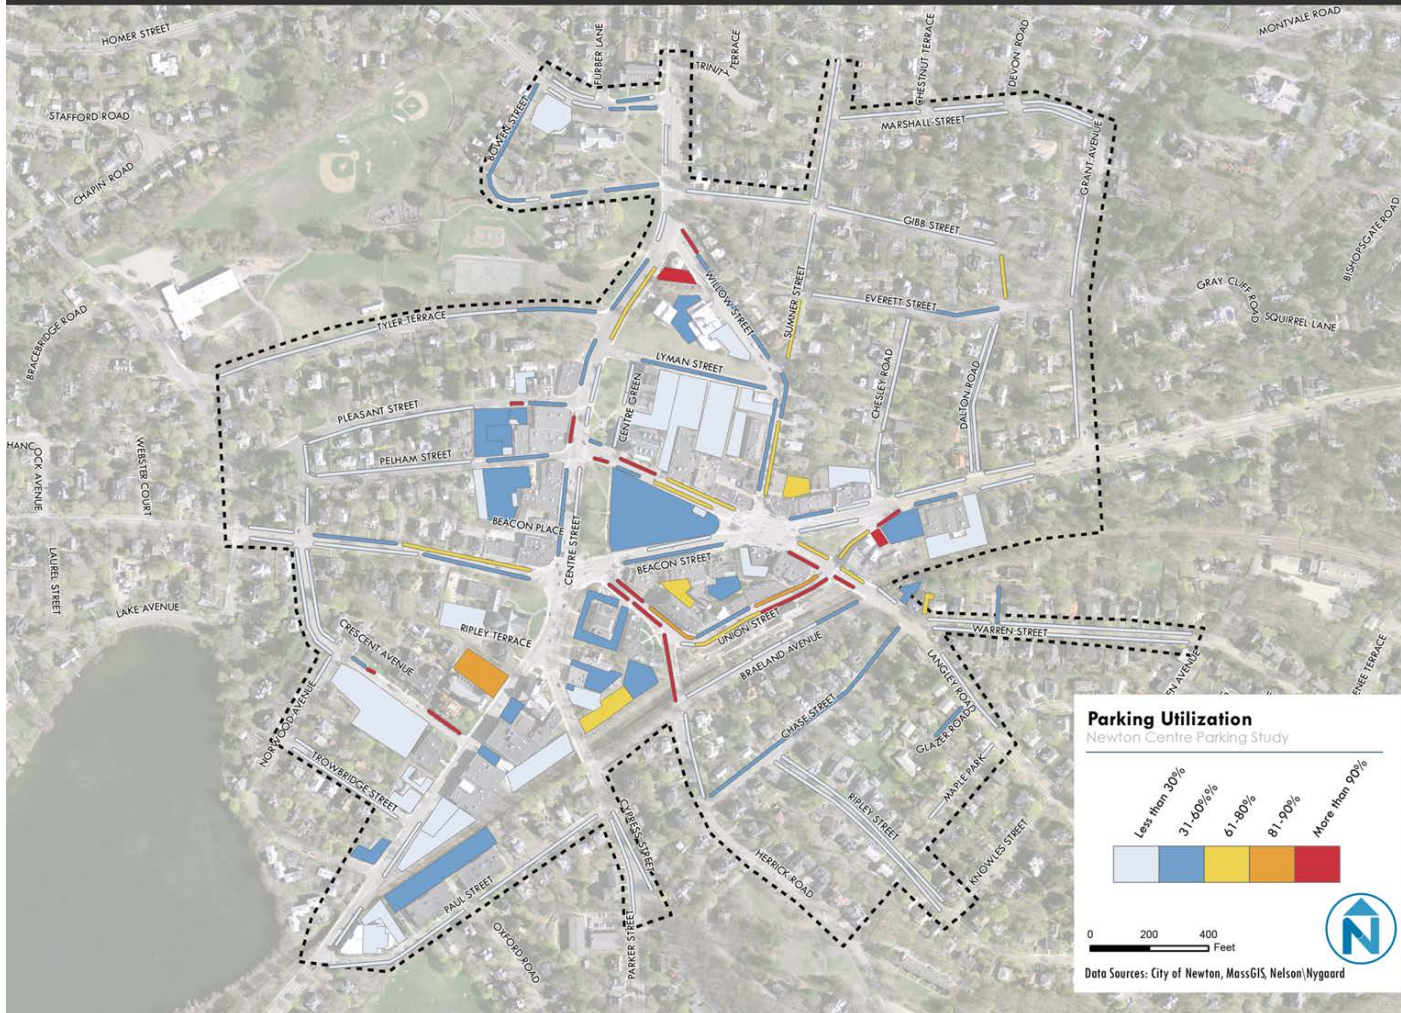 HOMER STREET
FURBER LANE
TRINITY TERRACE
CHESTNUT TERRACE
DEVON ROAD
MONTVALE ROAD
STAFFORD ROAD
BOWEN STREET
MARSHALL STREET
CHAPIN ROAD
GRANT AVENUE
BISHOPSGATE ROAD
GIBB STREET
WILLOW STREET
SUMNER STREET
EVERETT STREET
GRAY CLIFF ROAD
SQUIRREL LANE
BRACEBRIDGE ROAD
TYLER TERRACE
LYMAN STREET
CENTRE GREEN
CHESLEY ROAD
DALTON ROAD
PLEASANT STREET
PELHAM STREET
HANCOCK AVENUE
WEBSTER COURT
BEACON PLACE
CENTRE STREET
BEACON STREET
LAUREL STREET
LAKE AVENUE
CRESCENT AVENUE
RIPLEY TERRACE
UNION STREET
BRAELAND AVENUE
WARREN STREET
LANGLEY ROAD
EN AVENUE
ENEE TERRACE
NORWOOD AVENUE
CHASE STREET
GLAZER ROAD
TROWBRIDGE STREET
MAPLE PARK
RIPLEY STREET
CYPRESS STREET
KNOWLES STREET
HERRICK ROAD
PAUL STREET
OXFORD ROAD
PARKER STREET
Parking Utilization
Newton Centre Parking Study
Less than 30%
31-60%%
61-80%
81-90%
More than 90%
0 200 400
Feet
N
Data Sources: City of Newton, MassGIS, Nelson\Nygaard